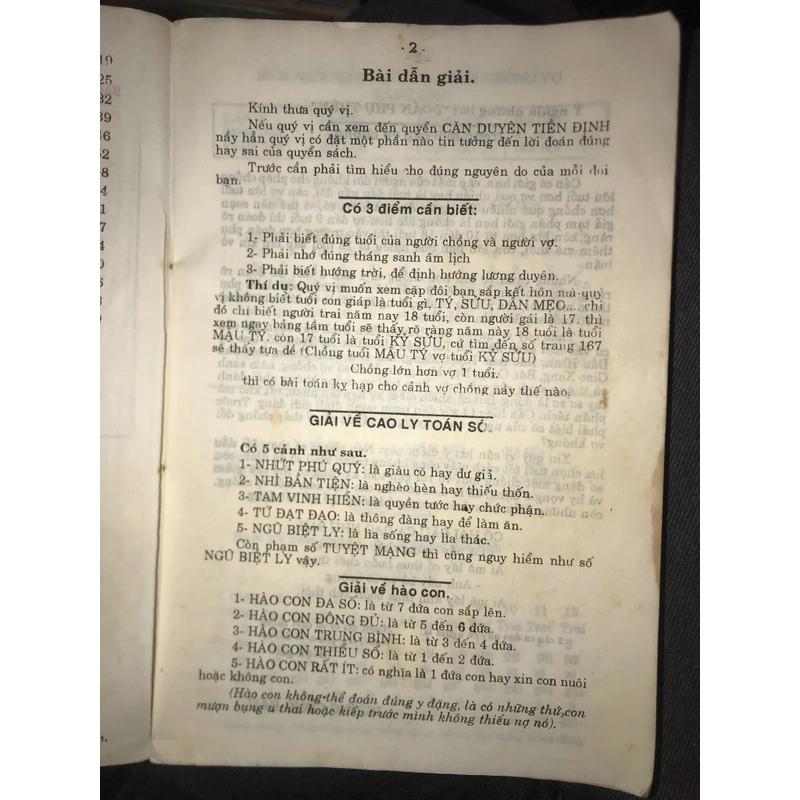 19
25
32
39
46
52
58
- 2 -
Bài dẫn giải.
Kính thưa quý vị.
Nếu quý vị cần xem đến quyển CĂN DUYÊN TIỀN ĐỊNH
nầy hẳn quý vị có đặt một phần nào tin tưởng đến lời đoán đúng
hay sai của quyển sách.
Trước cần phải tìm hiểu cho đúng nguyên do của mỗi đôi
bạn.
Có 3 điểm cần biết:
1- Phải biết đúng tuổi của người chồng và người vợ.
2- Phải nhớ đúng tháng sanh âm lịch
3- Phải biết hướng trời, để định hướng lương duyên.
Thí dụ: Quý vị muốn xem cặp đôi bạn sắp kết hôn mà quý
vị không biết tuổi con giáp là tuổi gì, TÝ, SỬU, DẦN MẸO.... chỉ
đó chỉ biết người trai năm nay 18 tuổi, còn người gái là 17. thì
xem ngay bảng tầm tuổi sẽ thấy rõ ràng năm này 18 tuổi là tuổi
MẬU TÝ. còn 17 tuổi là tuổi KỶ SỬU, cứ tìm đến số trang 167
sẽ thấy tựa dề (Chồng tuổi MẬU TÝ vợ tuổi KỶ SỬU)
Chồng lớn hơn vợ 1 tuổi.
thì có bài toán kỵ hạp cho cảnh vợ chồng nầy thế nào.
GIẢI VỀ CAO LY TOÁN SỐ.
Có 5 cảnh như sau.
1- NHỨT PHÚ QUÝ: là giàu có hay dư giả.
2- NHÌ BẦN TIỆN: là nghèo hèn hay thiếu thốn.
3- TAM VINH HIỂN: là quyền tước hay chức phận.
4- TỨ ĐẠT ĐẠO: là thông dàng hay để làm ăn.
5- NGŨ BIỆT LY: là lìa sống hay lìa thác.
Còn phạm số TUYỆT MẠNG thì cũng nguy hiểm như số
NGŨ BIỆT LY vậy.
Giải về hào con.
1- HÀO CON ĐA SỐ: là từ 7 đứa con sắp lên.
2- HÀO CON ĐÔNG ĐỦ: là từ 5 đến 6 đứa.
3- HÀO CON TRUNG BÌNH: là từ 3 đến 4 đứa.
4- HÀO CON THIỂU SỐ: là từ 1 đến 2 đứa.
5- HÀO CON RẤT ÍT: có nghĩa là 1 đứa con hay xin con nuôi
hoặc không con.
(Hào con không thể đoán đúng y dặng, là có những thứ con
mượn bụng u thai hoặc kiếp trước mình không thiếu nợ nó).